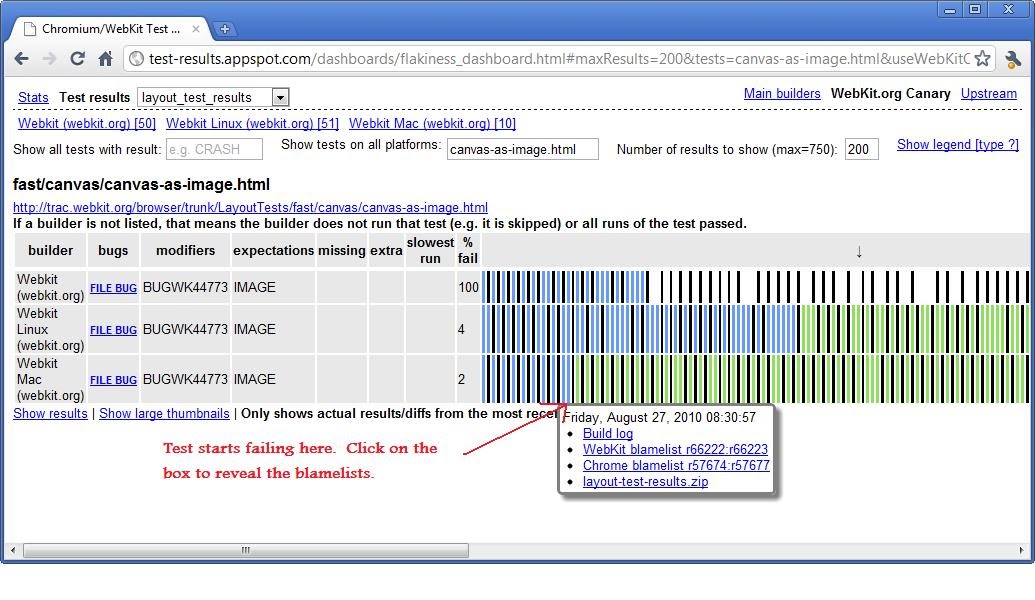 Chromium/WebKit Test ...
test-results.appspot.com/dashboards/flakiness_dashboard.html#maxResults=200&tests=canvas-as-image.html&useWebKitC
Stats Test results layout_test_results Main builders WebKit.org Canary Upstream
Webkit (webkit.org) [50] Webkit Linux (webkit.org) [51] Webkit Mac (webkit.org) [10]
Show all tests with result: e.g. CRASH Show tests on all platforms: canvas-as-image.html Number of results to show (max=750): 200 Show legend [type ?]
fast/canvas/canvas-as-image.html
http://trac.webkit.org/browser/trunk/LayoutTests/fast/canvas/canvas-as-image.html
If a builder is not listed, that means the builder does not run that test (e.g. it is skipped) or all runs of the test passed.
builder bugs modifiers expectations missing extra slowest run % fail ↓
Webkit (webkit.org) FILE BUG BUGWK44773 IMAGE 100
Webkit Linux (webkit.org) FILE BUG BUGWK44773 IMAGE 4
Webkit Mac (webkit.org) FILE BUG BUGWK44773 IMAGE 2
Show results | Show large thumbnails | Only shows actual results/diffs from the most recen
Friday, August 27, 2010 08:30:57
• Build log
• WebKit blamelist r66222:r66223
• Chrome blamelist r57674:r57677
• layout-test-results.zip
Test starts failing here. Click on the
box to reveal the blamelists.